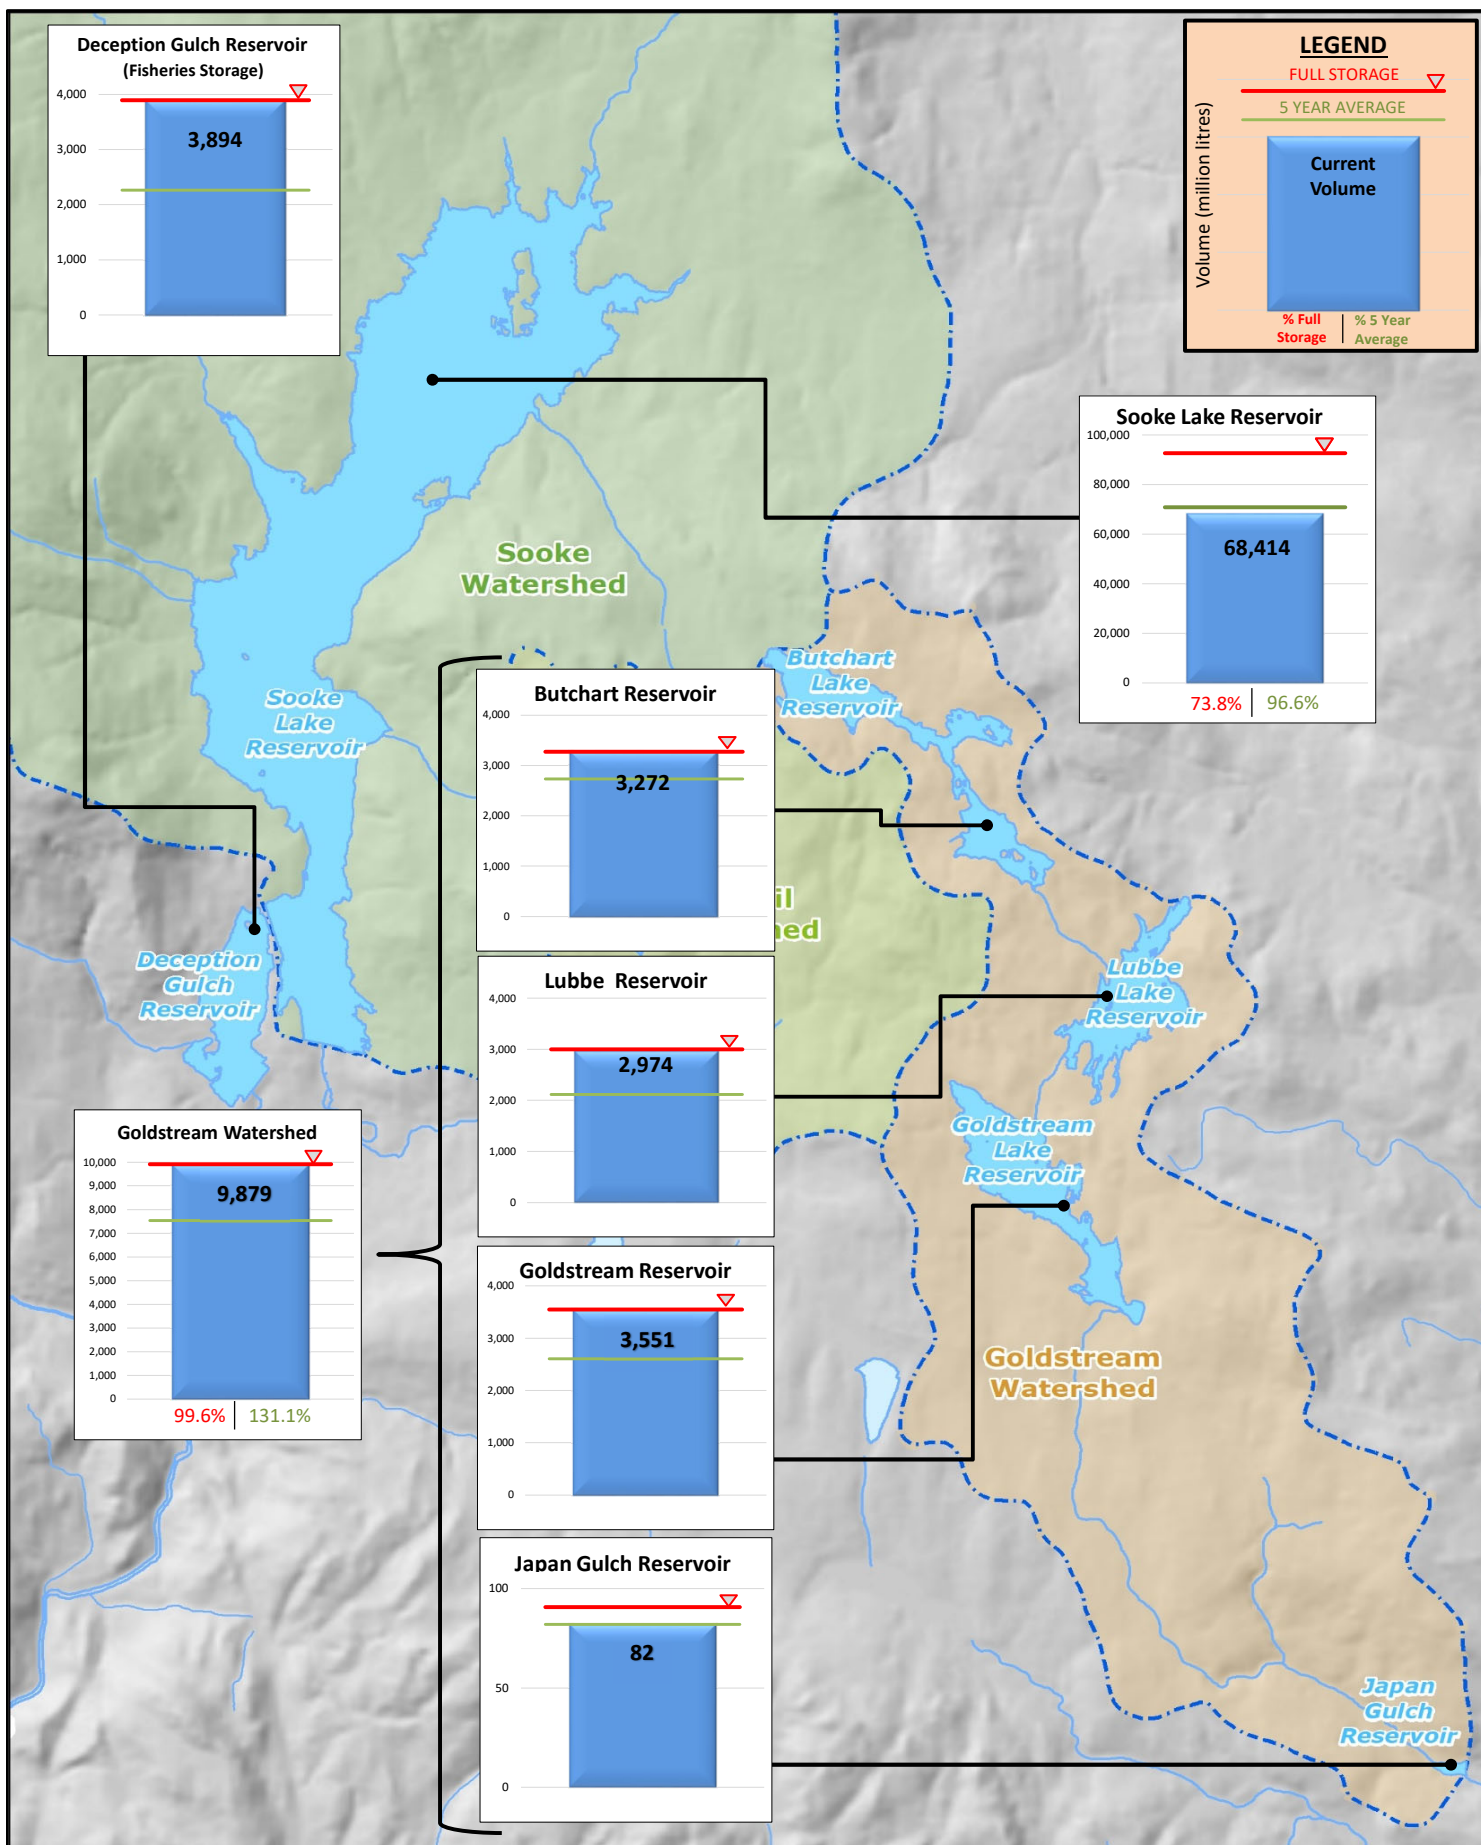 Deception Gulch Reservoir
(Fisheries Storage)
4,000
3,000
2,000
1,000
0
3,894
LEGEND
FULL STORAGE
5 YEAR AVERAGE
Volume (million litres)
Current
Volume
% Full
Storage
% 5 Year
Average
Sooke Lake Reservoir
100,000
80,000
60,000
40,000
20,000
0
68,414
73.8%
96.6%
Sooke
Watershed
Sooke
Lake
Reservoir
Butchart
Lake
Reservoir
Butchart Reservoir
4,000
3,000
2,000
1,000
0
3,272
Deception
Gulch
Reservoir
Lubbe
Lake
Reservoir
Lubbe Reservoir
4,000
3,000
2,000
1,000
0
2,974
Goldstream Watershed
10,000
9,000
8,000
7,000
6,000
5,000
4,000
3,000
2,000
1,000
0
9,879
99.6%
131.1%
Goldstream
Lake
Reservoir
Goldstream Reservoir
4,000
3,000
2,000
1,000
0
3,551
Goldstream
Watershed
Japan Gulch Reservoir
100
50
0
82
Japan
Gulch
Reservoir